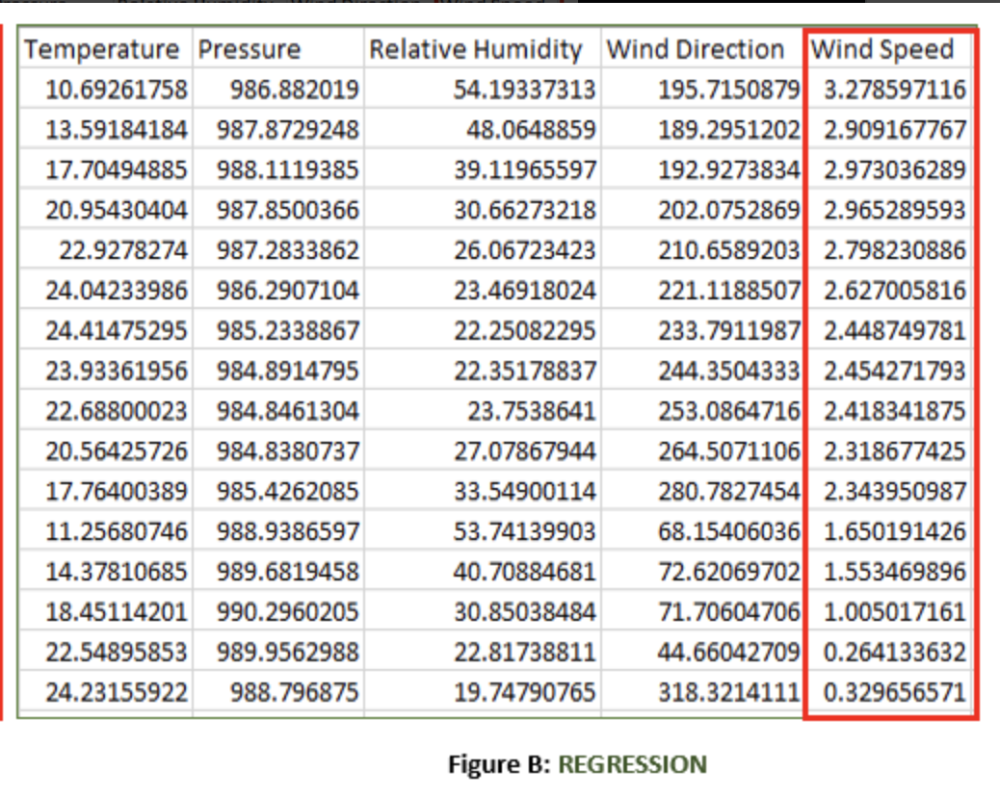 Temperature Pressure Relative Humidity Wind Direction Wind Speed
10.69261758 986.882019 54.19337313 195.7150879 3.278597116
13.59184184 987.8729248 48.0648859 189.2951202 2.909167767
17.70494885 988.1119385 39.11965597 192.9273834 2.973036289
20.95430404 987.8500366 30.66273218 202.0752869 2.965289593
22.9278274 987.2833862 26.06723423 210.6589203 2.798230886
24.04233986 986.2907104 23.46918024 221.1188507 2.627005816
24.41475295 985.2338867 22.25082295 233.7911987 2.448749781
23.93361956 984.8914795 22.35178837 244.3504333 2.454271793
22.68800023 984.8461304 23.7538641 253.0864716 2.418341875
20.56425726 984.8380737 27.07867944 264.5071106 2.318677425
17.76400389 985.4262085 33.54900114 280.7827454 2.343950987
11.25680746 988.9386597 53.74139903 68.15406036 1.650191426
14.37810685 989.6819458 40.70884681 72.62069702 1.553469896
18.45114201 990.2960205 30.85038484 71.70604706 1.005017161
22.54895853 989.9562988 22.81738811 44.66042709 0.264133632
24.23155922 988.796875 19.74790765 318.3214111 0.329656571
Figure B: REGRESSION